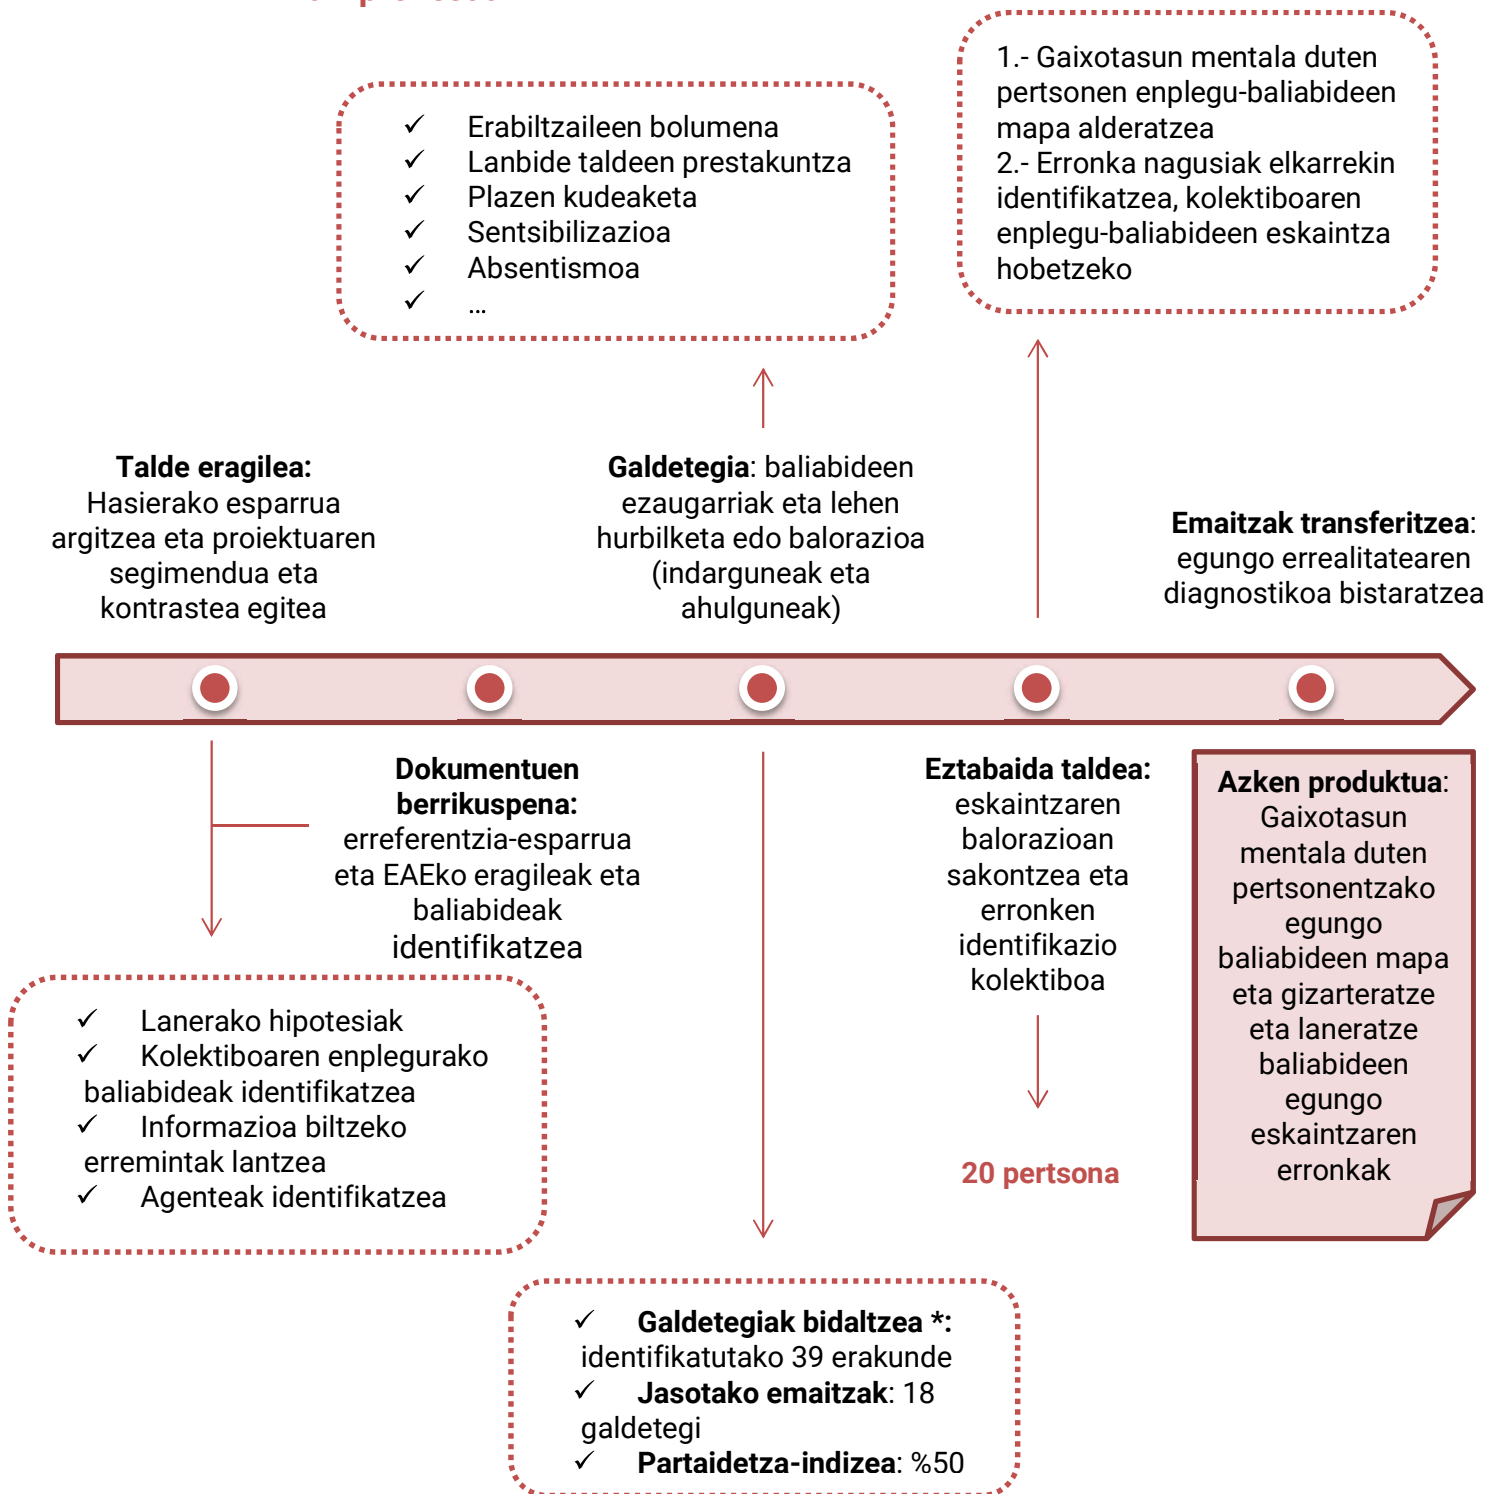 1.- Gaixotasun mentala duten
pertsonen enplegu-baliabideen
mapa alderatzea
2.- Erronka nagusiak elkarrekin
identifikatzea, kolektiboaren
enplegu-baliabideen eskaintza
hobetzeko
✓ Erabiltzaileen bolumena
✓ Lanbide taldeen prestakuntza
✓ Plazen kudeaketa
✓ Sentsibilizazioa
✓ Absentismoa
✓ ...
Talde eragilea:
Hasierako esparrua
argitzea eta proiektuaren
segimendua eta
kontrastea egitea
Galdetegia: baliabideen
ezaugarriak eta lehen
hurbilketa edo balorazioa
(indarguneak eta
ahulguneak)
Emaitzak transferitzea:
egungo errealitatearen
diagnostikoa bistaratzea
Dokumentuen
berrikuspena:
erreferentzia-esparrua
eta EAEko eragileak eta
baliabideak
identifikatzea
Eztabaida taldea:
eskaintzaren
balorazioan
sakontzea eta
erronken
identifikazio
kolektiboa
20 pertsona
Azken produktua:
Gaixotasun
mentala duten
pertsonentzako
egungo
baliabideen mapa
eta gizarteratze
eta laneratze
baliabideen
egungo
eskaintzaren
erronkak
✓ Lanerako hipotesiak
✓ Kolektiboaren enplegurako
baliabideak identifikatzea
✓ Informazioa biltzeko
erremintak lantzea
✓ Agenteak identifikatzea
✓ Galdetegiak bidaltzea *:
identifikatutako 39 erakunde
✓ Jasotako emaitzak: 18
galdetegi
✓ Partaidetza-indizea: %50